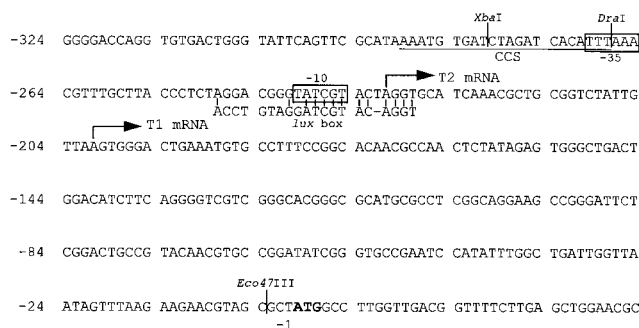 XbaI DraI
-324 GGGGACCAGG TGTGACTGGG TATTCAGTTC GCATAAAATG TGATCTAGAT CACATTTAAA
CCS -35
-10 T2 mRNA
-264 CGTTTGCTTA CCCTCTAGGA CGGGTATCGT ACTAGGTGCA TCAAACGCTG CGGTCTATTG
ACCT GTAGGATCGT AC-AGGT
lux box
T1 mRNA
-204 TTAAGTGGGA CTGAAATGTG CCTTTCCGGC ACAACGCCAA CTCTATAGAG TGGGCTGACT
-144 GGACATCTTC AGGGGTCGTC GGGCACGGGC GCATGCGCCT CGGCAGGAAG CCGGGATTCT
-84 CGGACTGCCG TACAACGTGC CGGATATCGG GTGCCGAATC CATATTTGGC TGATTGGTTA
Eco47III
-24 ATAGTTTAAG AAGAACGTAG CGCTATGGCC TTGGTTGACG GTTTTCTTGA GCTGGAACGC
-1